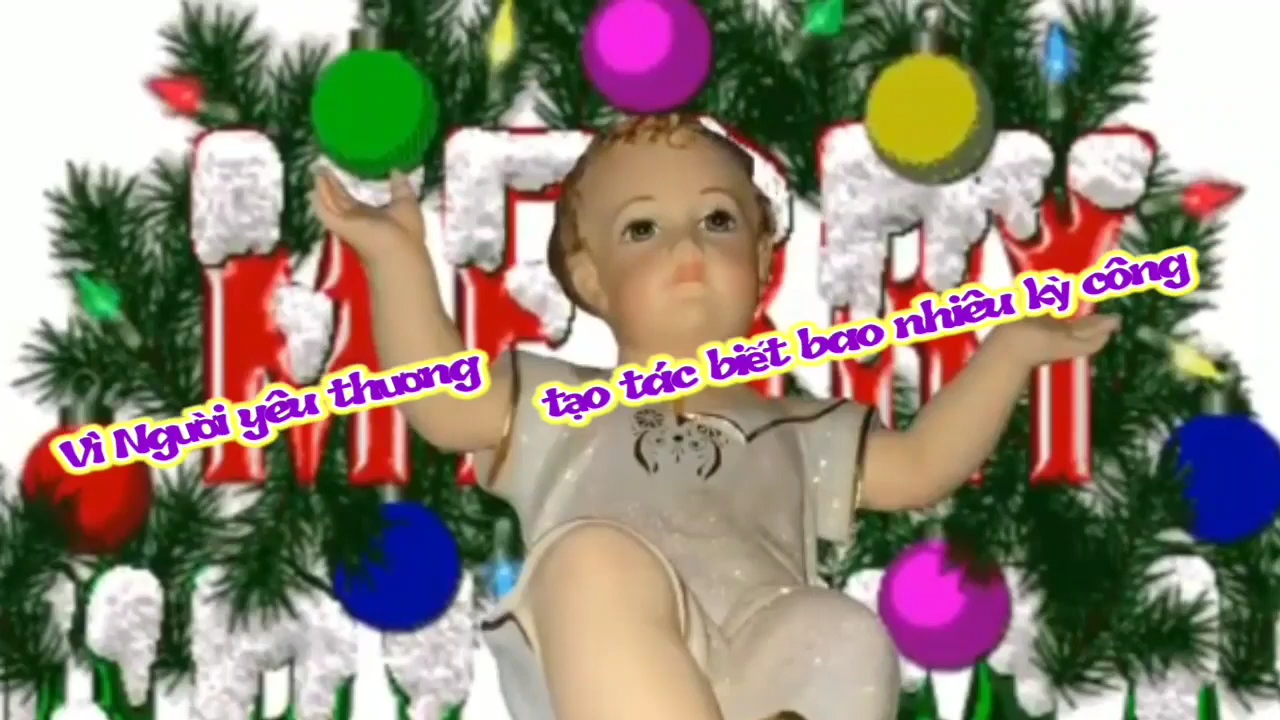 MERRY
Vì Người yêu thương tạo tác biết bao nhiêu kỳ công